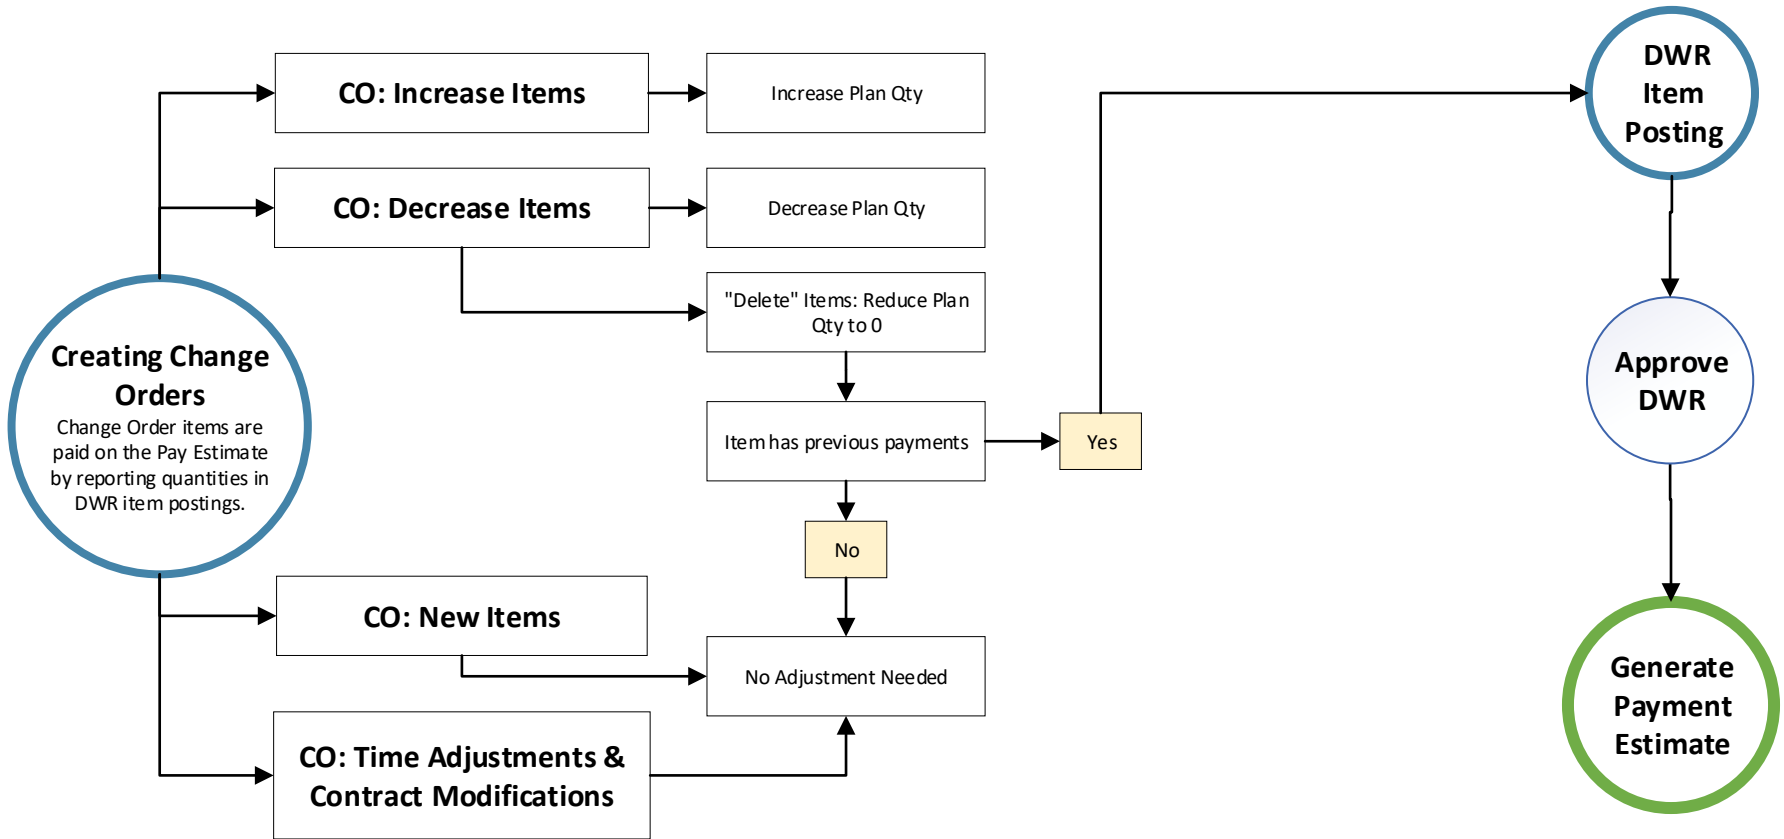 Creating Change
Orders
Change Order items are
paid on the Pay Estimate
by reporting quantities in
DWR item postings.
CO: Increase Items
Increase Plan Qty
CO: Decrease Items
Decrease Plan Qty
"Delete" Items: Reduce Plan
Qty to 0
Item has previous payments
Yes
No
CO: New Items
No Adjustment Needed
CO: Time Adjustments &
Contract Modifications
DWR
Item
Posting
Approve
DWR
Generate
Payment
Estimate